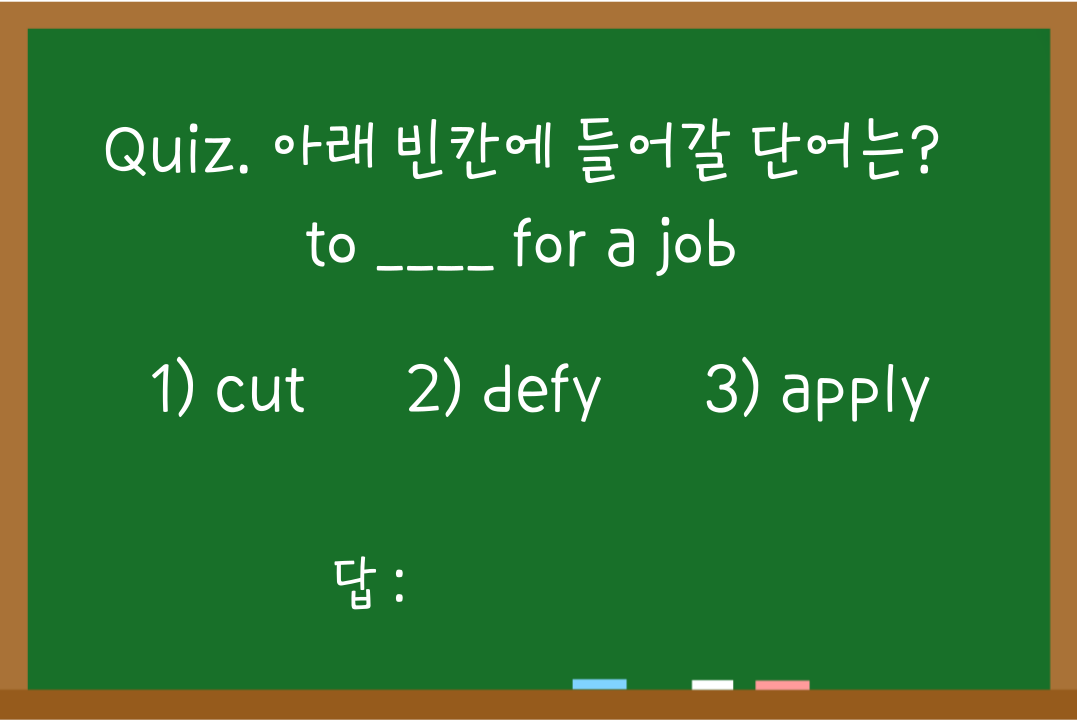 Quiz. 아래 빈칸에 들어갈 단어는?
to ____ for a job
1) cut 2) defy 3) apply
답 :